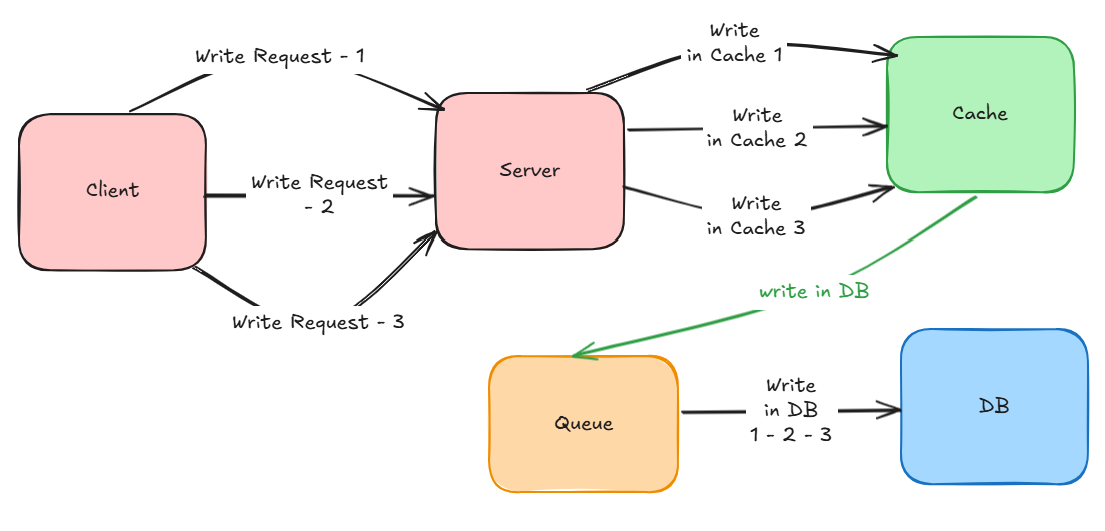 Write Request - 1
Client
Write Request
- 2
Write Request - 3
Server
Write
in Cache 1
Write
in Cache 2
Write
in Cache 3
Cache
write in DB
Queue
Write
in DB
1 - 2 - 3
DB